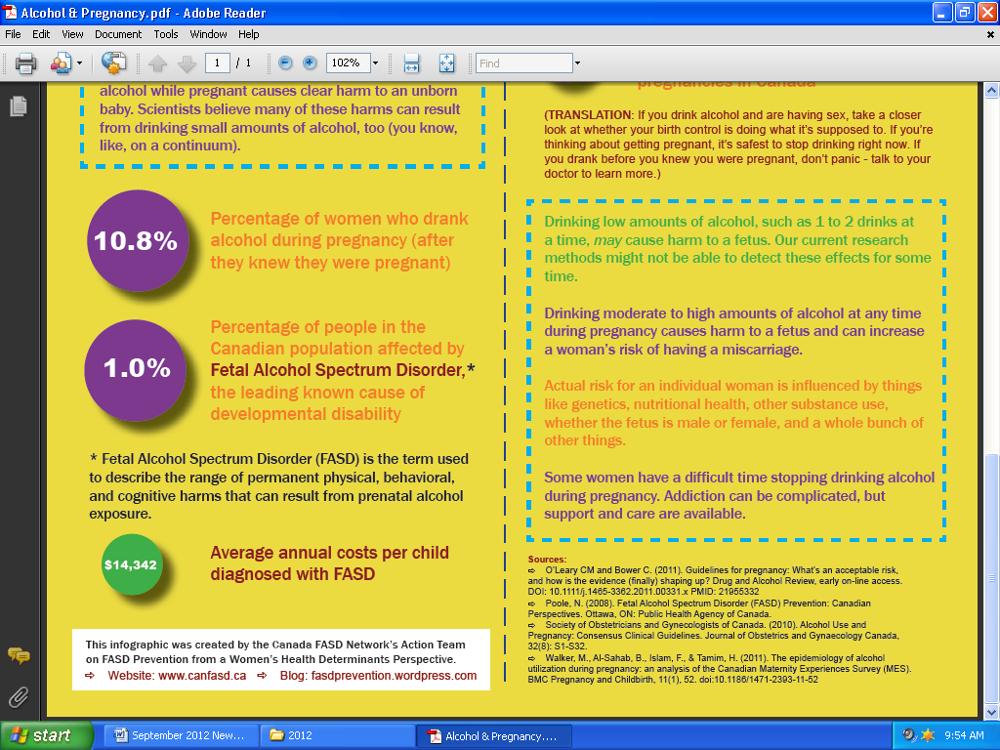 Alcohol & Pregnancy.pdf - Adobe Reader
File Edit View Document Tools Window Help
1 / 1 102% Find
alcohol while pregnant causes clear harm to an unborn
baby. Scientists believe many of these harms can result
from drinking small amounts of alcohol, too (you know,
like, on a continuum).
10.8%
Percentage of women who drank
alcohol during pregnancy (after
they knew they were pregnant)
1.0%
Percentage of people in the
Canadian population affected by
Fetal Alcohol Spectrum Disorder,*
the leading known cause of
developmental disability
* Fetal Alcohol Spectrum Disorder (FASD) is the term used
to describe the range of permanent physical, behavioral,
and cognitive harms that can result from prenatal alcohol
exposure.
$14,342
Average annual costs per child
diagnosed with FASD
This infographic was created by the Canada FASD Network's Action Team
on FASD Prevention from a Women's Health Determinants Perspective.
⇨ Website: www.canfasd.ca ⇨ Blog: fasdprevention.wordpress.com
pregnancies in Canada
(TRANSLATION: If you drink alcohol and are having sex, take a closer
look at whether your birth control is doing what it's supposed to. If you're
thinking about getting pregnant, it's safest to stop drinking right now. If
you drank before you knew you were pregnant, don't panic - talk to your
doctor to learn more.)
Drinking low amounts of alcohol, such as 1 to 2 drinks at
a time, may cause harm to a fetus. Our current research
methods might not be able to detect these effects for some
time.
Drinking moderate to high amounts of alcohol at any time
during pregnancy causes harm to a fetus and can increase
a woman's risk of having a miscarriage.
Actual risk for an individual woman is influenced by things
like genetics, nutritional health, other substance use,
whether the fetus is male or female, and a whole bunch of
other things.
Some women have a difficult time stopping drinking alcohol
during pregnancy. Addiction can be complicated, but
support and care are available.
Sources:
⇨ O'Leary CM and Bower C. (2011). Guidelines for pregnancy: What's an acceptable risk,
and how is the evidence (finally) shaping up? Drug and Alcohol Review, early on-line access.
DOI: 10.1111/j.1465-3362.2011.00331.x PMID: 21955332
⇨ Poole, N. (2008). Fetal Alcohol Spectrum Disorder (FASD) Prevention: Canadian
Perspectives. Ottawa, ON: Public Health Agency of Canada.
⇨ Society of Obstetricians and Gynecologists of Canada. (2010). Alcohol Use and
Pregnancy: Consensus Clinical Guidelines. Journal of Obstetrics and Gynaecology Canada,
32(8): S1-S32.
⇨ Walker, M., Al-Sahab, B., Islam, F., & Tamim, H. (2011). The epidemiology of alcohol
utilization during pregnancy: an analysis of the Canadian Maternity Experiences Survey (MES).
BMC Pregnancy and Childbirth, 11(1), 52. doi:10.1186/1471-2393-11-52
start September 2012 New... 2012 Alcohol & Pregnancy.... 9:54 AM